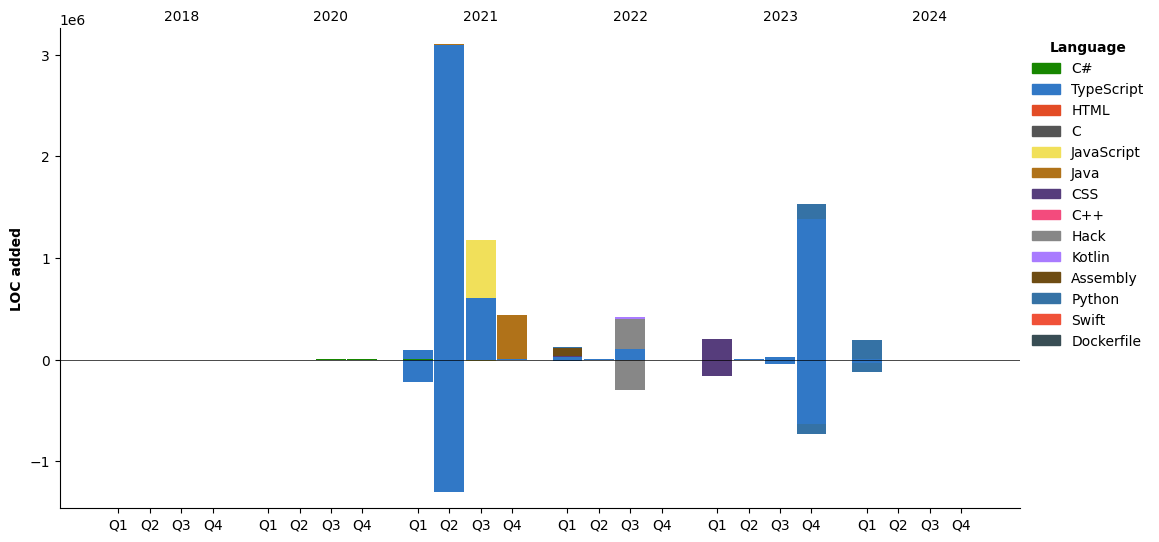 1e6
2018 2020 2021 2022 2023 2024
3
2
1
0
−1
LOC added
Q1 Q2 Q3 Q4 Q1 Q2 Q3 Q4 Q1 Q2 Q3 Q4 Q1 Q2 Q3 Q4 Q1 Q2 Q3 Q4 Q1 Q2 Q3 Q4
Language
C#
TypeScript
HTML
C
JavaScript
Java
CSS
C++
Hack
Kotlin
Assembly
Python
Swift
Dockerfile